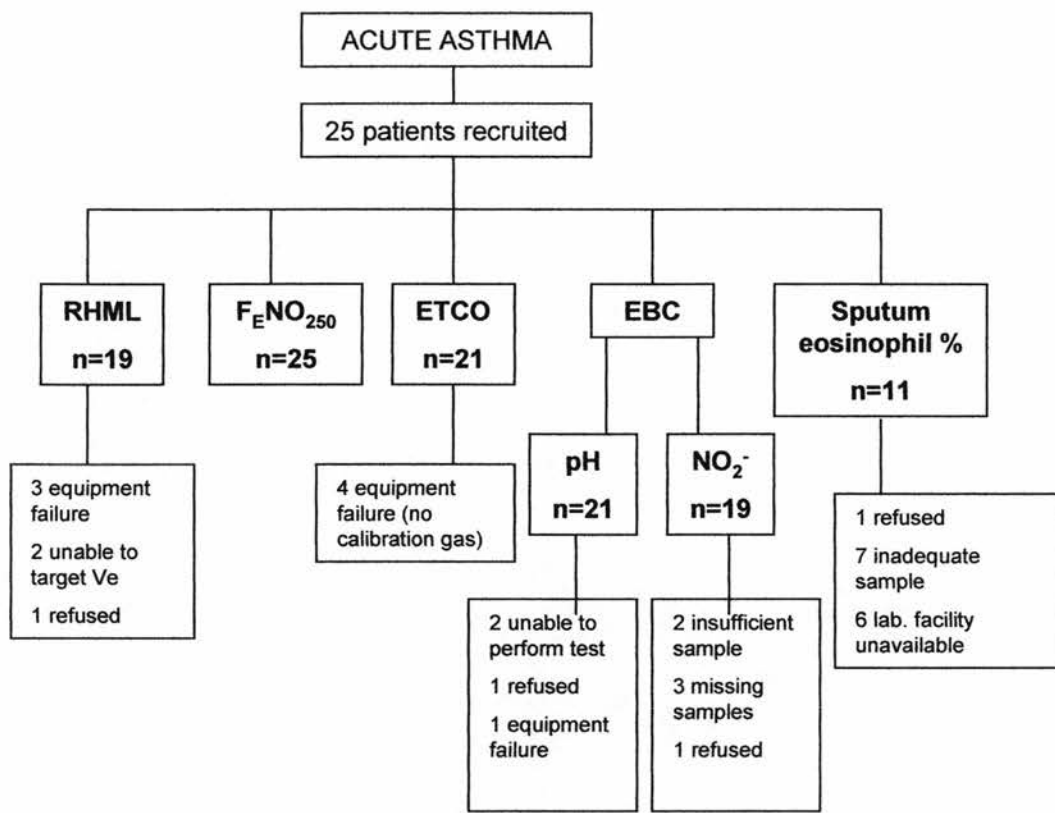 ACUTE ASTHMA
25 patients recruited
RHML
n=19
FENO250
n=25
ETCO
n=21
EBC
Sputum
eosinophil %
n=11
3 equipment
failure
2 unable to
target Ve
1 refused
4 equipment
failure (no
calibration gas)
pH
n=21
NO2-
n=19
1 refused
7 inadequate
sample
6 lab. facility
unavailable
2 unable to
perform test
1 refused
1 equipment
failure
2 insufficient
sample
3 missing
samples
1 refused